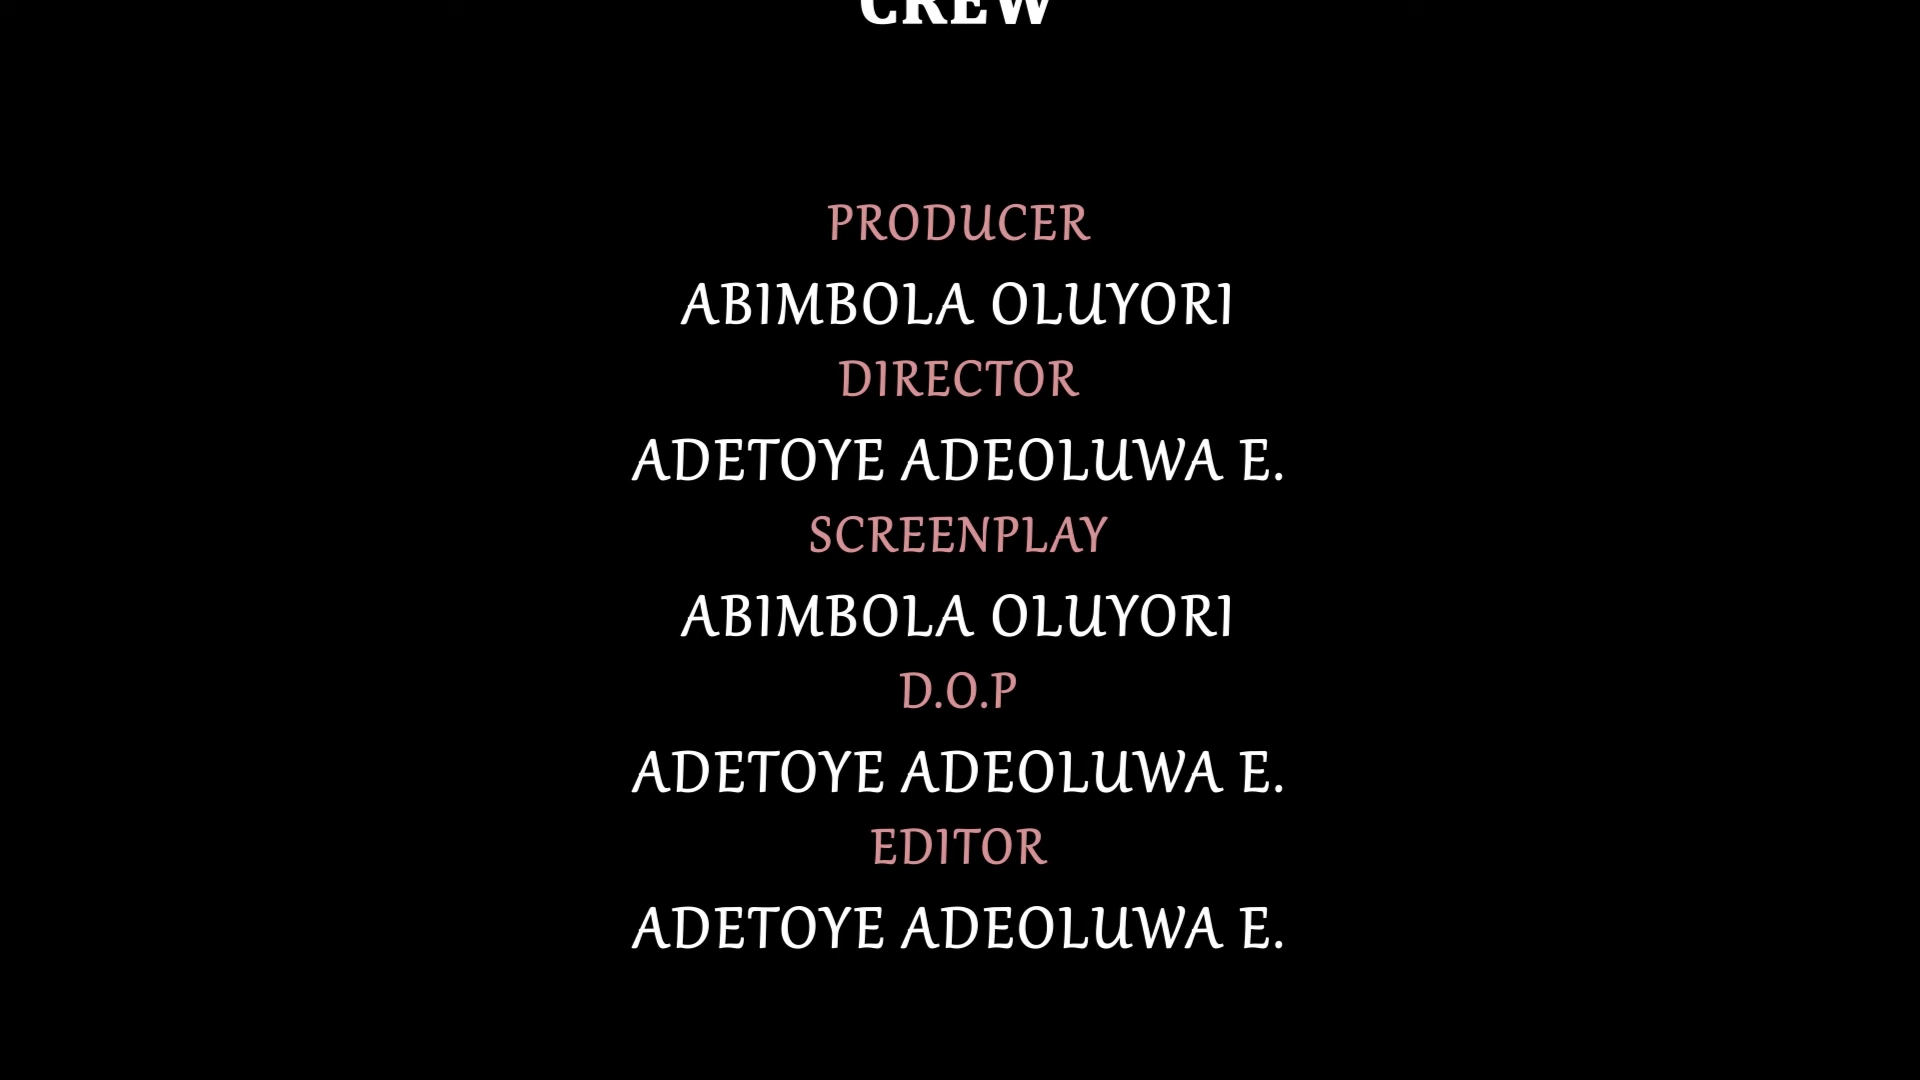 CREW
PRODUCER
ABIMBOLA OLUYORI
DIRECTOR
ADETOYE ADEOLUWA E.
SCREENPLAY
ABIMBOLA OLUYORI
D.O.P
ADETOYE ADEOLUWA E.
EDITOR
ADETOYE ADEOLUWA E.